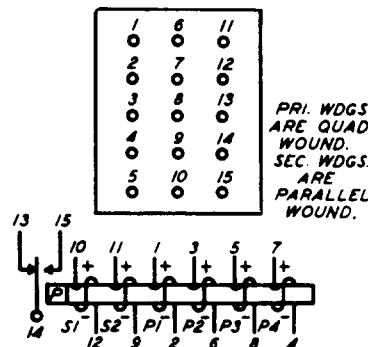 1 6 11
2 7 12
3 8 13
4 9 14
5 10 15
PRI. WDGS.
ARE QUAD
WOUND.
SEC. WDGS.
ARE
PARALLEL
WOUND.
13 15 10 11 1 3 5 7
+ + + + + +
P
14 S1- S2- P1- P2- P3- P4-
12 9 2 6 8 4